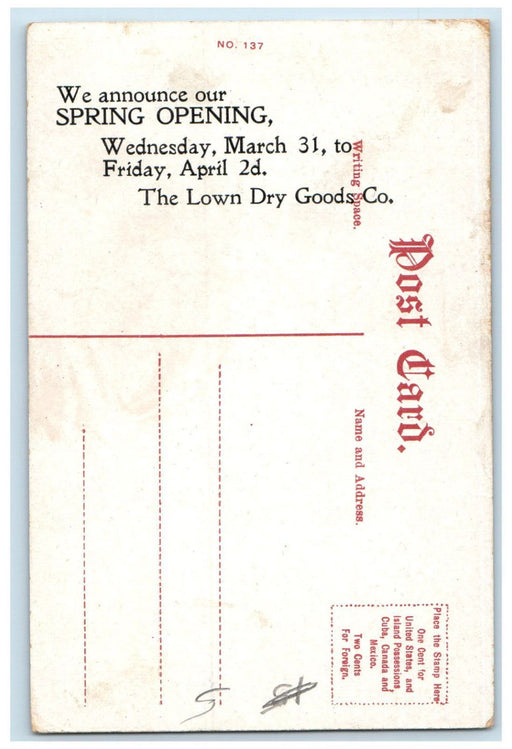 NO. 137
We announce our
SPRING OPENING,
Wednesday, March 31, to
Friday, April 2d.
The Lown Dry Goods Co.
Writing Space.
Post Card.
Name and Address.
Place the Stamp Here
One Cent for
United States, and
Island Possessions,
Cuba, Canada and
Mexico.
Two Cents
For Foreign.
5